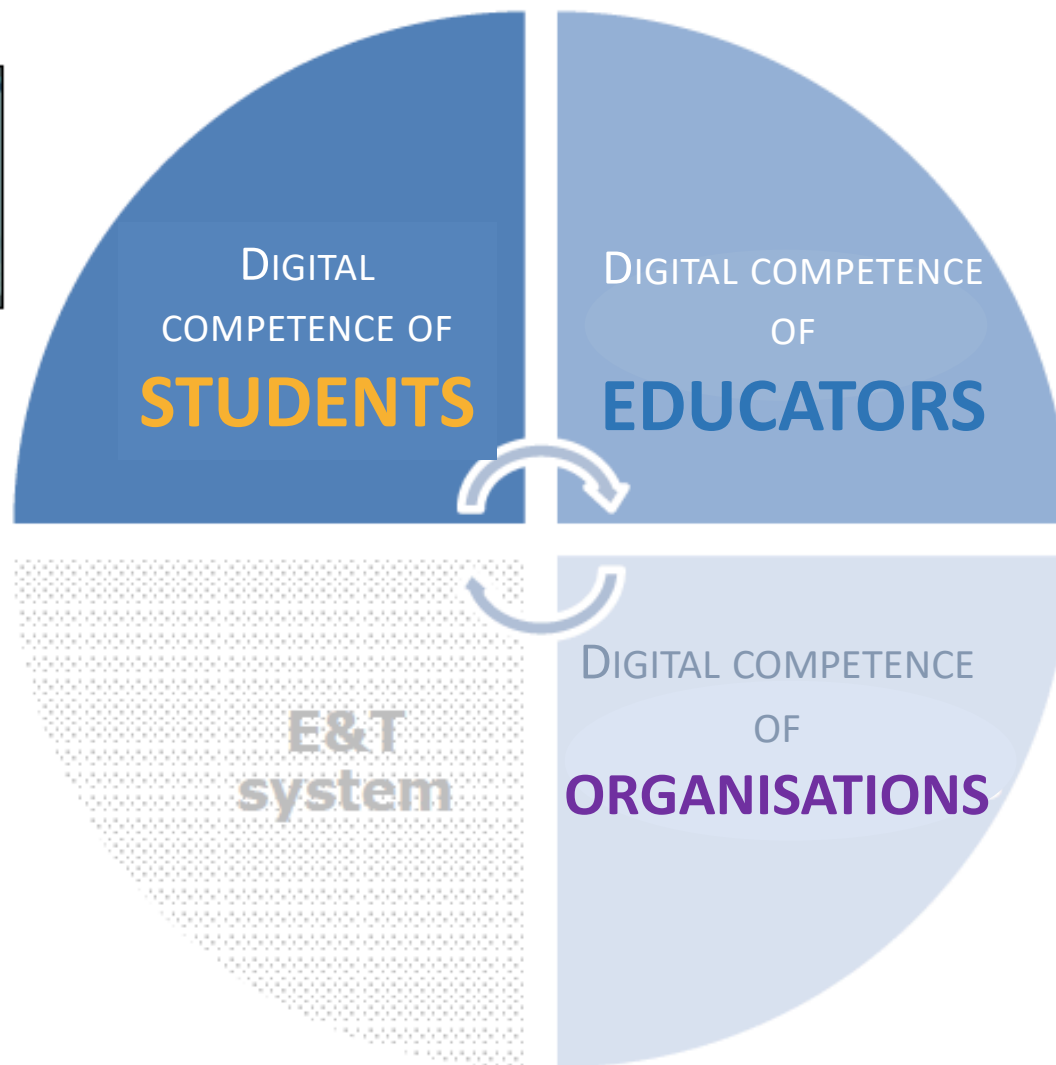 DIGITAL
COMPETENCE OF
STUDENTS
DIGITAL COMPETENCE
OF
EDUCATORS
E&T
system
DIGITAL COMPETENCE
OF
ORGANISATIONS